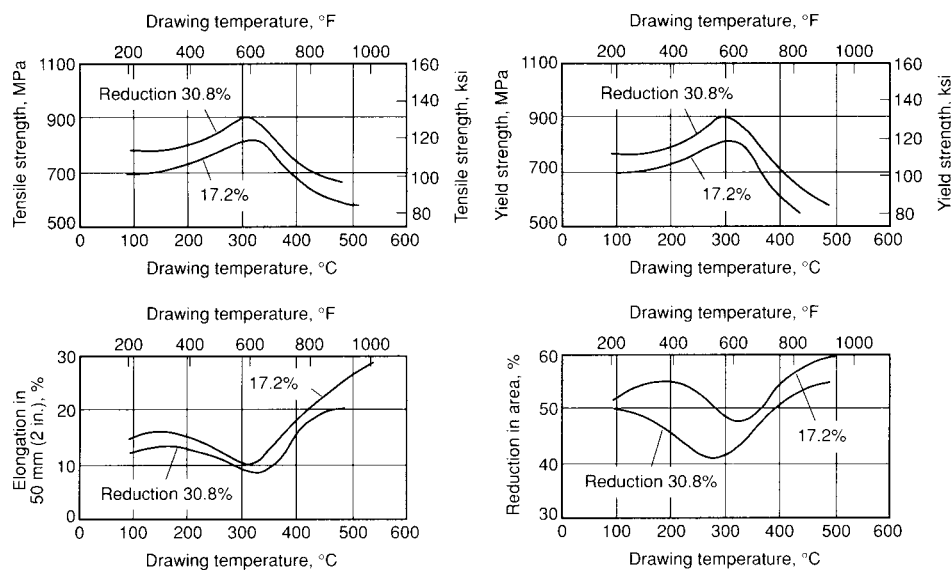 Drawing temperature, °F
200 400 600 800 1000
1100
900
700
500
Tensile strength, MPa
Reduction 30.8%
17.2%
160
140
120
100
80
Tensile strength, ksi
0 100 200 300 400 500 600
Drawing temperature, °C
Drawing temperature, °F
200 400 600 800 1000
1100
900
700
500
Yield strength, MPa
Reduction 30.8%
17.2%
160
140
120
100
80
Yield strength, ksi
0 100 200 300 400 500 600
Drawing temperature, °C
Drawing temperature, °F
200 400 600 800 1000
30
20
10
0
Elongation in
50 mm (2 in.), %
17.2%
Reduction 30.8%
0 100 200 300 400 500 600
Drawing temperature, °C
Drawing temperature, °F
200 400 600 800 1000
60
50
40
30
Reduction in area, %
17.2%
Reduction 30.8%
0 100 200 300 400 500 600
Drawing temperature, °C